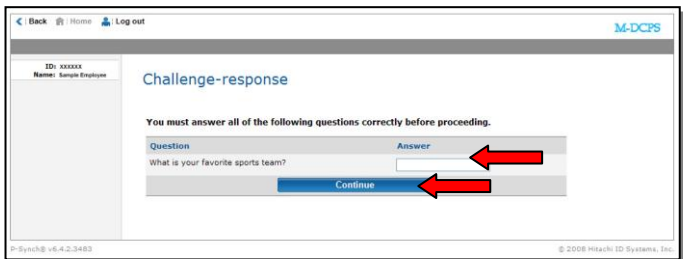 Back Home Log out
M-DCPS
ID: xxxxxx
Name: Sample Employee
Challenge-response
You must answer all of the following questions correctly before proceeding.
Question Answer
What is your favorite sports team?
Continue
P-Synch® v6.4.2.3483 © 2008 Hitachi ID Systems, Inc.